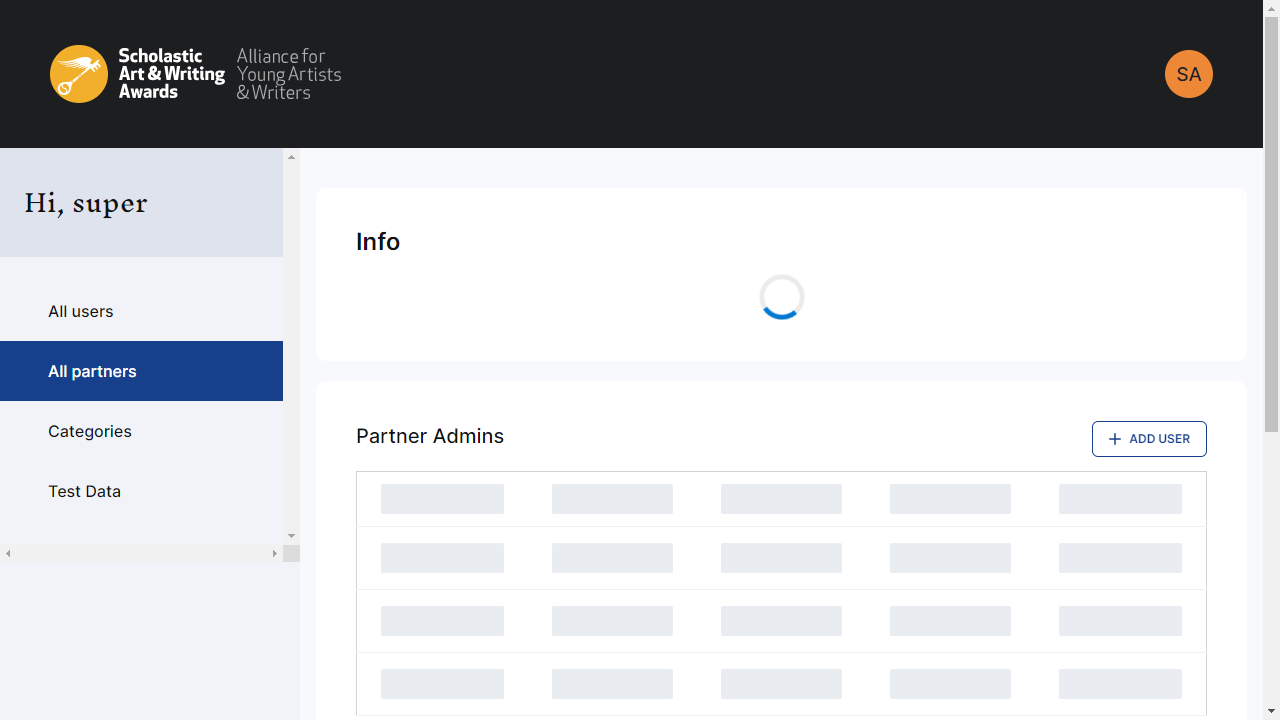 Scholastic
Art & Writing
Awards
Alliance for
Young Artists
& Writers
SA
Hi, super
All users
All partners
Categories
Test Data
Info
Partner Admins
ADD USER